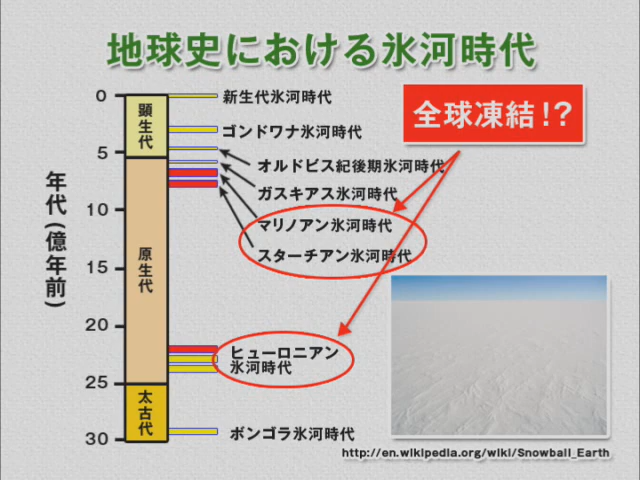 地球史における氷河時代
全球凍結!?
年代(億年前)
0
5
10
15
20
25
30
顕生代
原生代
太古代
新生代氷河時代
ゴンドワナ氷河時代
オルドビス紀後期氷河時代
ガスキアス氷河時代
マリノアン氷河時代
スターチアン氷河時代
ヒューロニアン
氷河時代
ポンゴラ氷河時代
http://en.wikipedia.org/wiki/Snowball_Earth